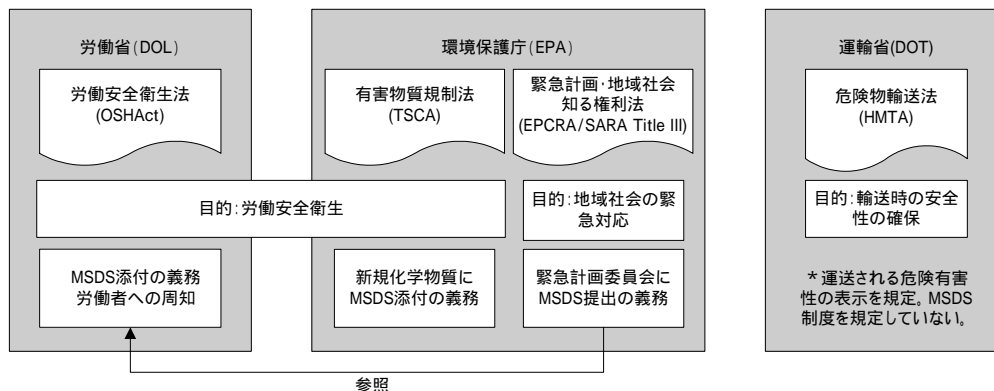 労働省(DOL)
労働安全衛生法
(OSHAct)
環境保護庁(EPA)
有害物質規制法
(TSCA)
緊急計画・地域社会
知る権利法
(EPCRA/SARA Title III)
目的:労働安全衛生
目的:地域社会の緊
急対応
MSDS添付の義務
労働者への周知
新規化学物質に
MSDS添付の義務
緊急計画委員会に
MSDS提出の義務
参照
運輸省(DOT)
危険物輸送法
(HMTA)
目的:輸送時の安全
性の確保
*運送される危険有害
性の表示を規定。MSDS
制度を規定していない。